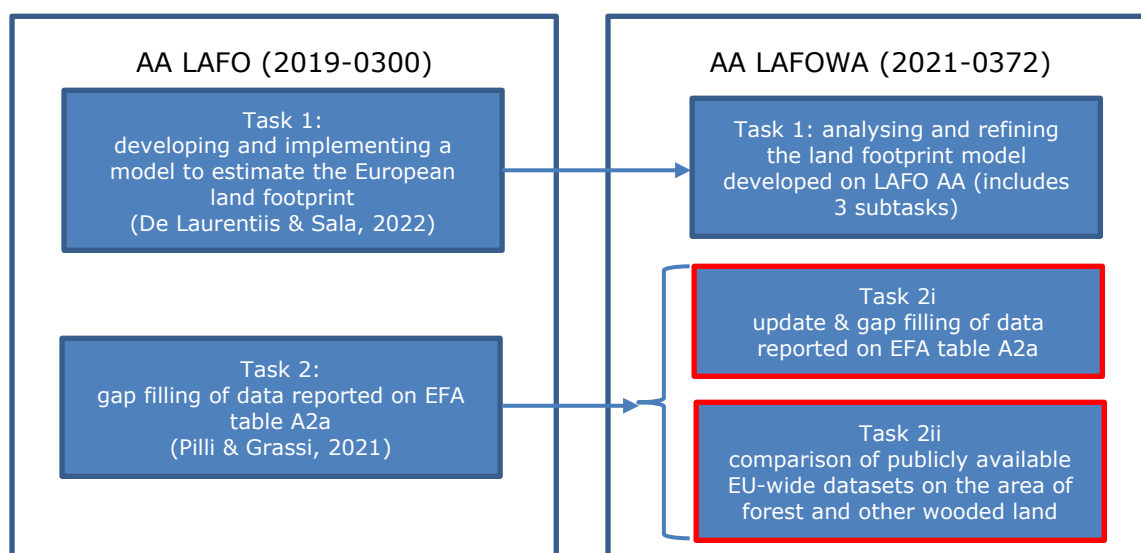 AA LAFO (2019-0300)
Task 1:
developing and implementing a
model to estimate the European
land footprint
(De Laurentiis & Sala, 2022)
Task 2:
gap filling of data reported on EFA
table A2a
(Pilli & Grassi, 2021)
AA LAFOWA (2021-0372)
Task 1: analysing and refining
the land footprint model
developed on LAFO AA (includes
3 subtasks)
Task 2i
update & gap filling of data
reported on EFA table A2a
Task 2ii
comparison of publicly available
EU-wide datasets on the area of
forest and other wooded land